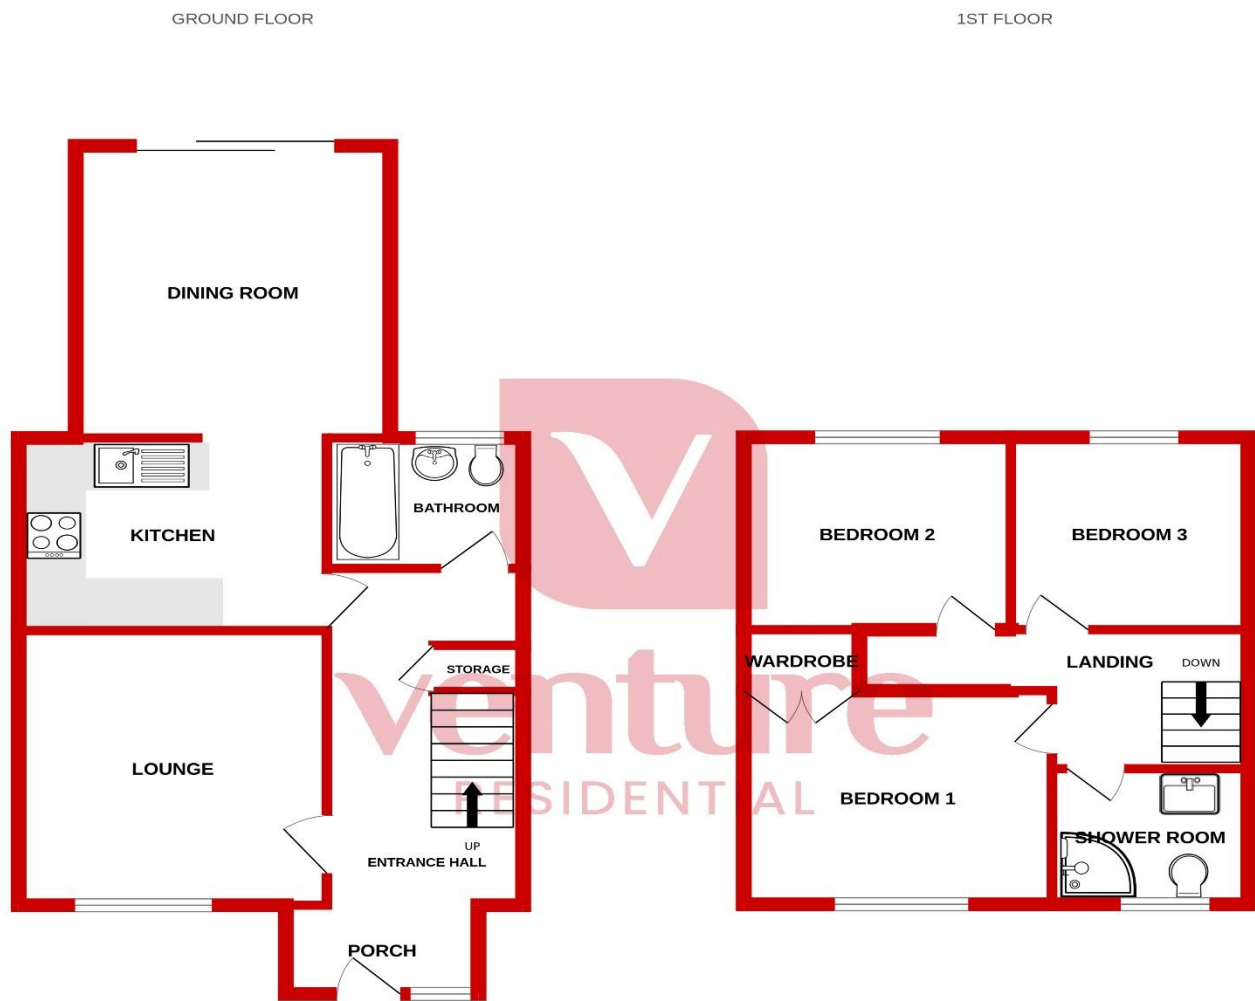 GROUND FLOOR
1ST FLOOR
DINING ROOM
KITCHEN
BATHROOM
STORAGE
LOUNGE
UP
ENTRANCE HALL
PORCH
BEDROOM 2
BEDROOM 3
WARDROBE
LANDING
DOWN
BEDROOM 1
SHOWER ROOM
venture
RESIDENTIAL